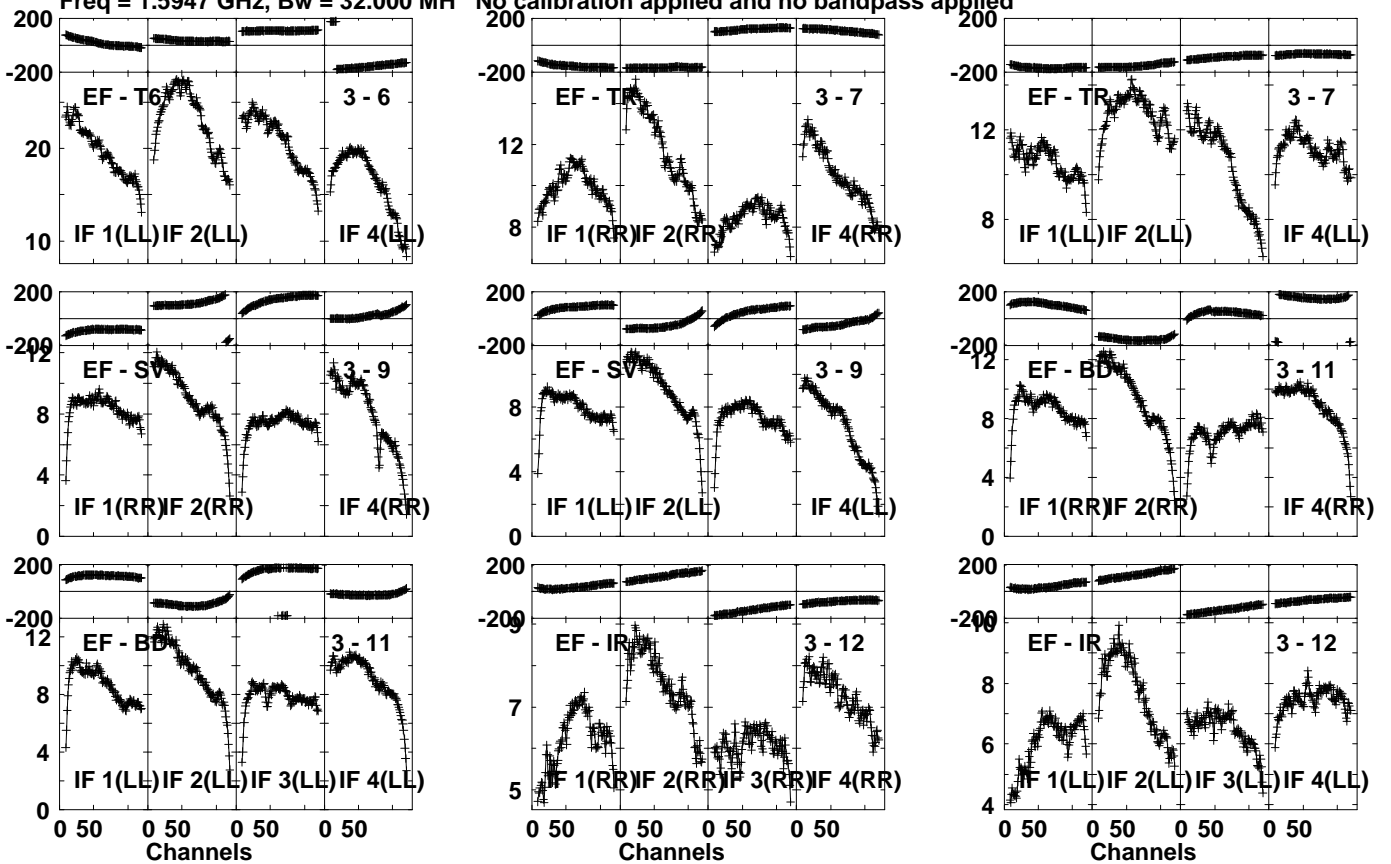 Freq = 1.5947 GHz, Bw = 32.000 MH No calibration applied and no bandpass applied
200 200 200
-200 -200 -200
EF - T6 3 - 6 EF - TR 3 - 7 EF - TR 3 - 7
20 12 12
10 8 8
IF 1(LL) IF 2(LL) IF 4(LL) IF 1(RR) IF 2(RR) IF 4(RR) IF 1(LL) IF 2(LL) IF 4(LL)
200 200 200
-200 -200 -200
12 12
EF - SV 3 - 9 EF - SV 3 - 9 EF - BD 3 - 11
8 8 8
4 4 4
IF 1(RR) IF 2(RR) IF 4(RR) IF 1(LL) IF 2(LL) IF 4(LL) IF 1(RR) IF 2(RR) IF 4(RR)
0 0 0
200 200 200
-200 -200 -200
12 9 10
EF - BD 3 - 11 EF - IR 3 - 12 EF - IR 3 - 12
8 7 8
4 5 6
IF 1(LL) IF 2(LL) IF 3(LL) IF 4(LL) IF 1(RR) IF 2(RR) IF 3(RR) IF 4(RR) IF 1(LL) IF 2(LL) IF 3(LL) IF 4(LL)
0 4
0 50 0 50 0 50 0 50 0 50 0 50 0 50 0 50 0 50 0 50 0 50 0 50
Channels Channels Channels